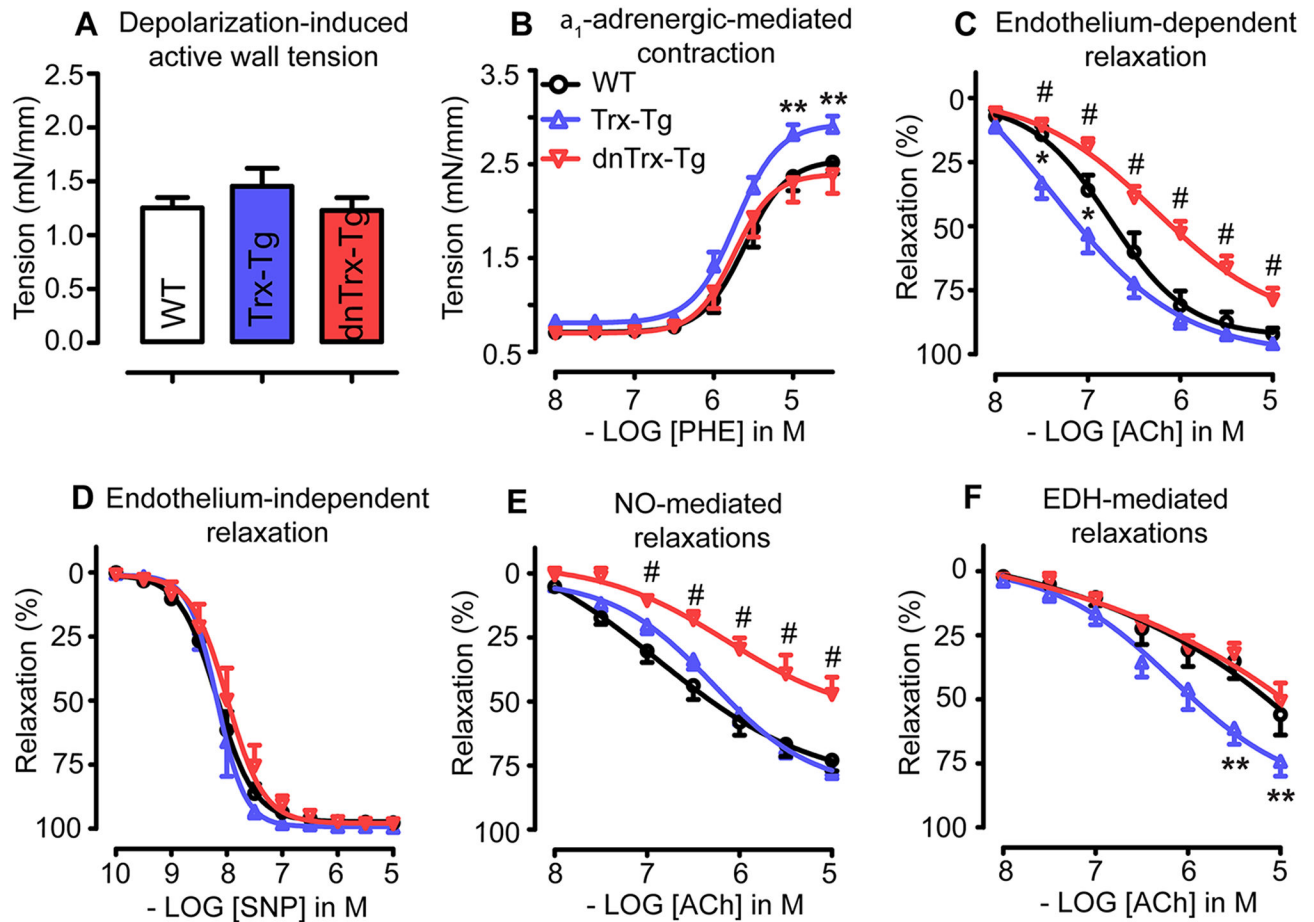 A Depolarization-induced
active wall tension
Tension (mN/mm)
2.5
2.0
1.5
1.0
0.5
0.0
WT
Trx-Tg
dnTrx-Tg
B a₁-adrenergic-mediated
contraction
Tension (mN/mm)
3.5
2.5
1.5
0.5
WT
Trx-Tg
dnTrx-Tg
** **
8 7 6 5
- LOG [PHE] in M
C Endothelium-dependent
relaxation
Relaxation (%)
0
25
50
75
100
# # # # # # #
* *
8 7 6 5
- LOG [ACh] in M
D Endothelium-independent
relaxation
Relaxation (%)
0
25
50
75
100
10 9 8 7 6 5
- LOG [SNP] in M
E NO-mediated
relaxations
Relaxation (%)
0
25
50
75
100
# # # # #
8 7 6 5
- LOG [ACh] in M
F EDH-mediated
relaxations
Relaxation (%)
0
25
50
75
100
** **
8 7 6 5
- LOG [ACh] in M